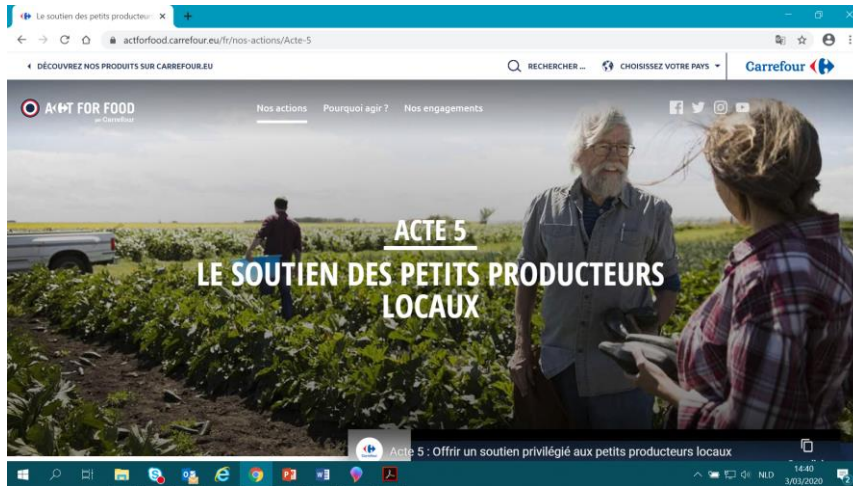 Le soutien des petits producteur
actforfood.carrefour.eu/fr/nos-actions/Acte-5
DÉCOUVREZ NOS PRODUITS SUR CARREFOUR.EU
RECHERCHER ...
CHOISISSEZ VOTRE PAYS
Carrefour
ACT FOR FOOD
par Carrefour
Nos actions
Pourquoi agir ?
Nos engagements
ACTE 5
LE SOUTIEN DES PETITS PRODUCTEURS
LOCAUX
Acte 5 : Offrir un soutien privilégié aux petits producteurs locaux
NLD
14:40
3/03/2020